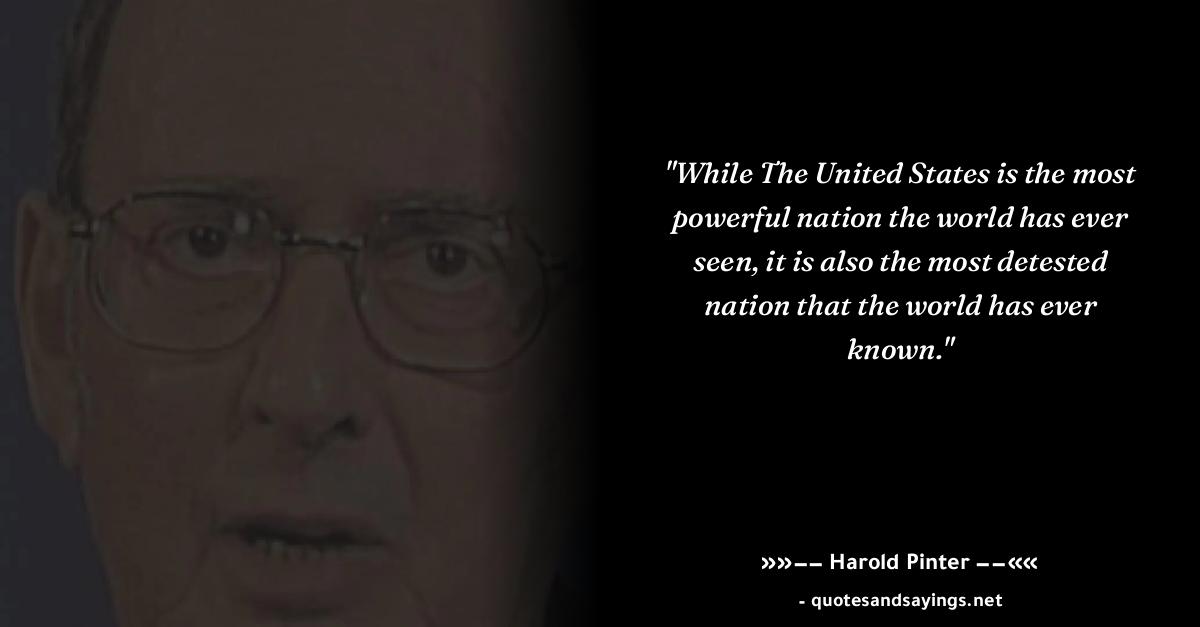 "While The United States is the most
powerful nation the world has ever
seen, it is also the most detested
nation that the world has ever
known."
»»−− Harold Pinter −−««
- quotesandsayings.net